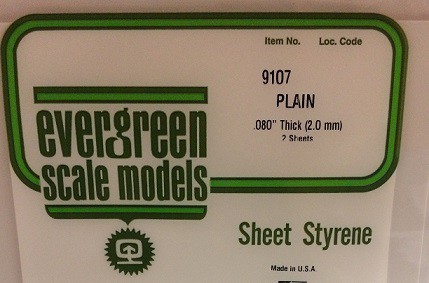 Item No. Loc. Code
9107
PLAIN
.080" Thick (2.0 mm)
2 Sheets
evergreen
scale models
Sheet Styrene
Made in U.S.A.